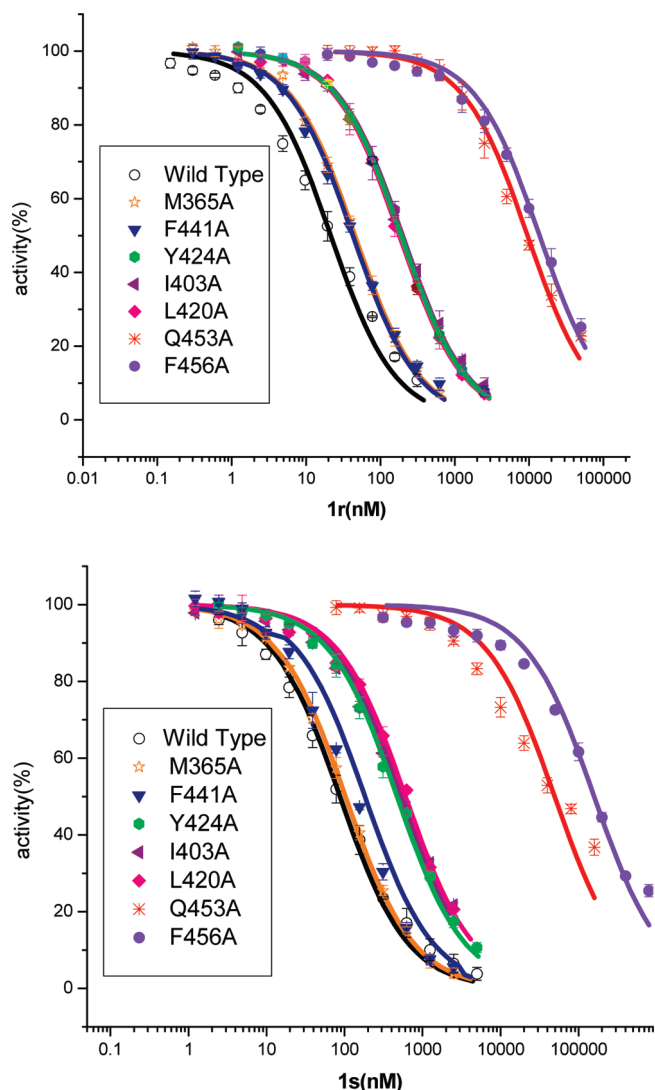 activity(%)
100
80
60
40
20
0
Wild Type
M365A
F441A
Y424A
I403A
L420A
Q453A
F456A
0.01 0.1 1 10 100 1000 10000 100000
1r(nM)
activity(%)
100
80
60
40
20
0
Wild Type
M365A
F441A
Y424A
I403A
L420A
Q453A
F456A
0.1 1 10 100 1000 10000 100000
1s(nM)